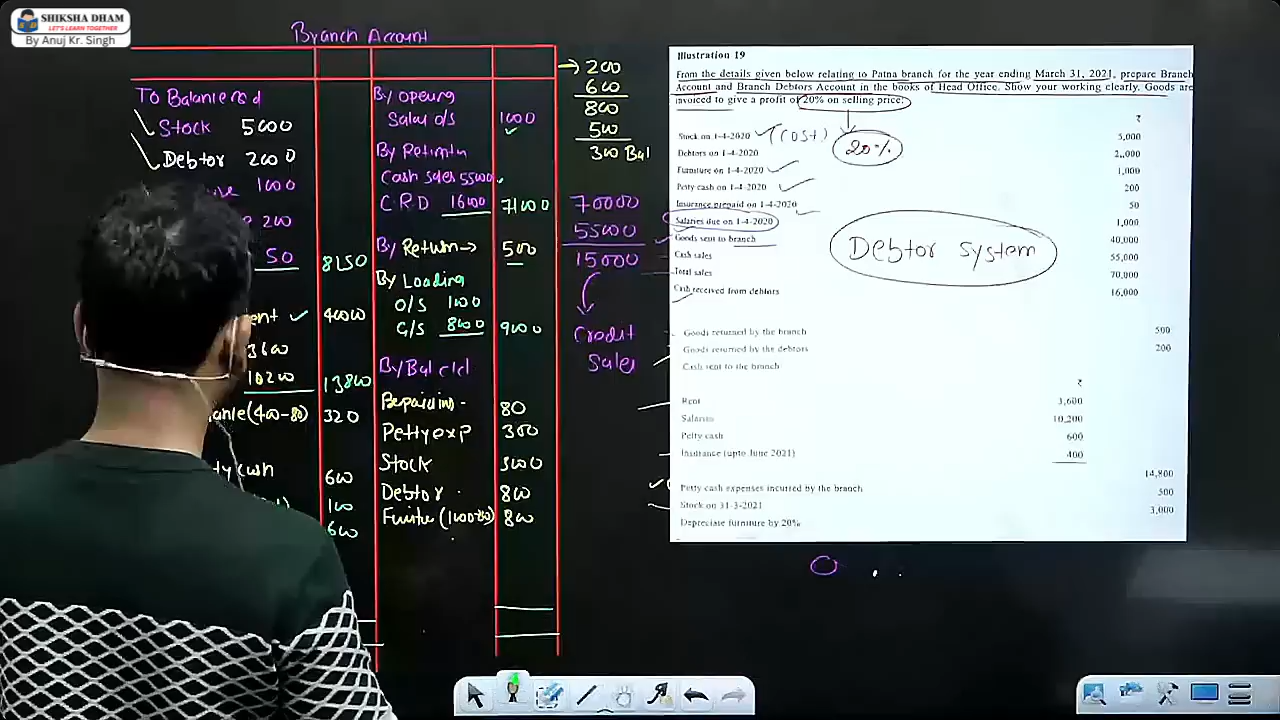 SHIKSHA DHAM
LET'S LEARN TOGETHER
By Anuj Kr. Singh
Branch Account
To Balance b d
Stock 5000
Debtor 2000
1000
200
50 8150
ent 40000
3600
10200 13800
(400-80) 320
ty cash 600
100
600
By opening
Salary o/s 1000
By Remittn
Cash sales 55000
C.R.D 16000 71000
By Return→ 500
By Loading
O/S 1000
G/S 8000 9000
By Bal c/d
Prepaid ins. 80
Petty exp 300
Stock 3000
Debtor 800
800
→ 200
600
800
500
300 Bal
70000
55000
15000
Credit
Sales
Illustration 19
From the details given below relating to Patna branch for the year ending March 31, 2021, prepare Branch
Account and Branch Debtors Account in the books of Head Office. Show your working clearly. Goods are
invoiced to give a profit of 20% on selling price:
₹
Stock on 1-4-2020 (cost) 5,000
20%
Debtors on 1-4-2020 2,000
Furniture on 1-4-2020 1,000
Petty cash on 1-4-2020 200
Insurance prepaid on 1-4-2020 50
Salaries due on 1-4-2020 1,000
Goods sent to branch 40,000
Cash sales 55,000
Total sales 70,000
Cash received from debtors 16,000
Debtor system
Goods returned by the branch 500
Goods returned by the debtors 200
Cash sent to the branch
₹
Rent 3,600
Salaries 10,200
Petty cash 600
Insurance (upto June 2021) 400
14,800
Petty cash expenses incurred by the branch 500
Stock on 31-3-2021 3,000
Depreciate furniture by 20%